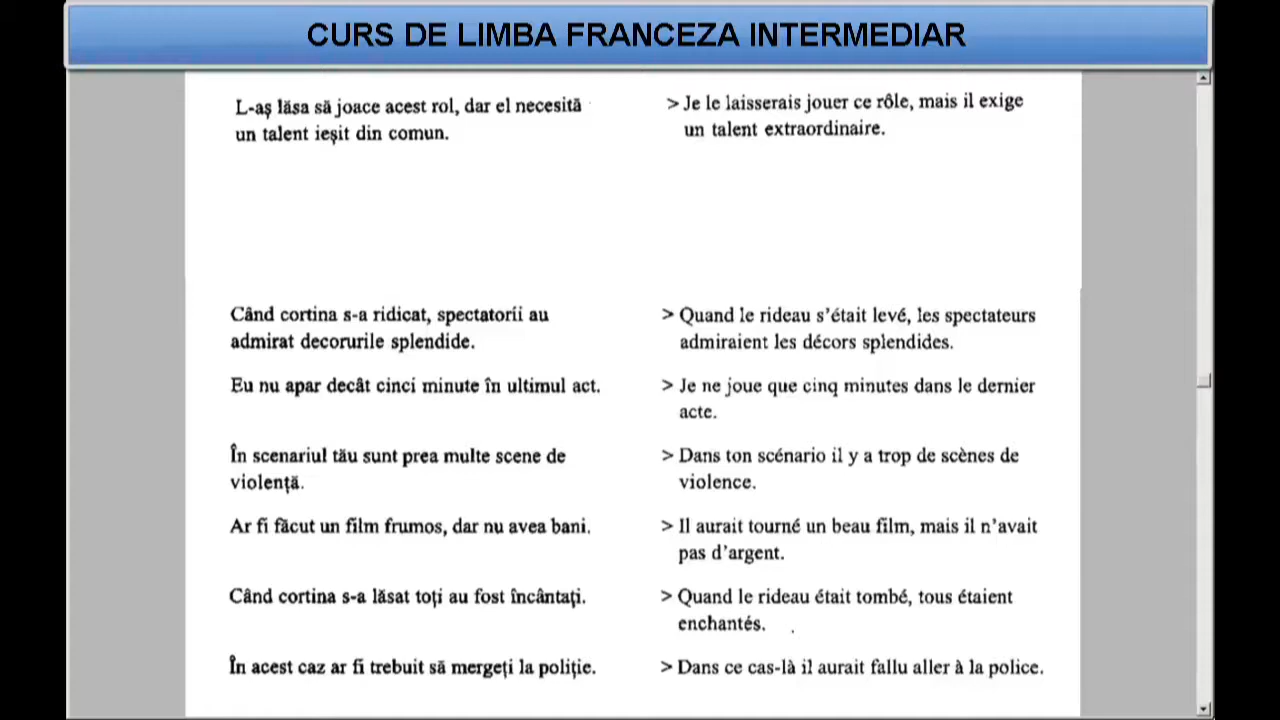 CURS DE LIMBA FRANCEZA INTERMEDIAR
L-aș lăsa să joace acest rol, dar el necesită
un talent ieșit din comun.
> Je le laisserais jouer ce rôle, mais il exige
un talent extraordinaire.
Când cortina s-a ridicat, spectatorii au
admirat decorurile splendide.
> Quand le rideau s’était levé, les spectateurs
admiraient les décors splendides.
Eu nu apar decât cinci minute în ultimul act.
> Je ne joue que cinq minutes dans le dernier
acte.
În scenariul tău sunt prea multe scene de
violență.
> Dans ton scénario il y a trop de scènes de
violence.
Ar fi făcut un film frumos, dar nu avea bani.
> Il aurait tourné un beau film, mais il n’avait
pas d’argent.
Când cortina s-a lăsat toți au fost încântați.
> Quand le rideau était tombé, tous étaient
enchantés.
În acest caz ar fi trebuit să mergeți la poliție.
> Dans ce cas-là il aurait fallu aller à la police.